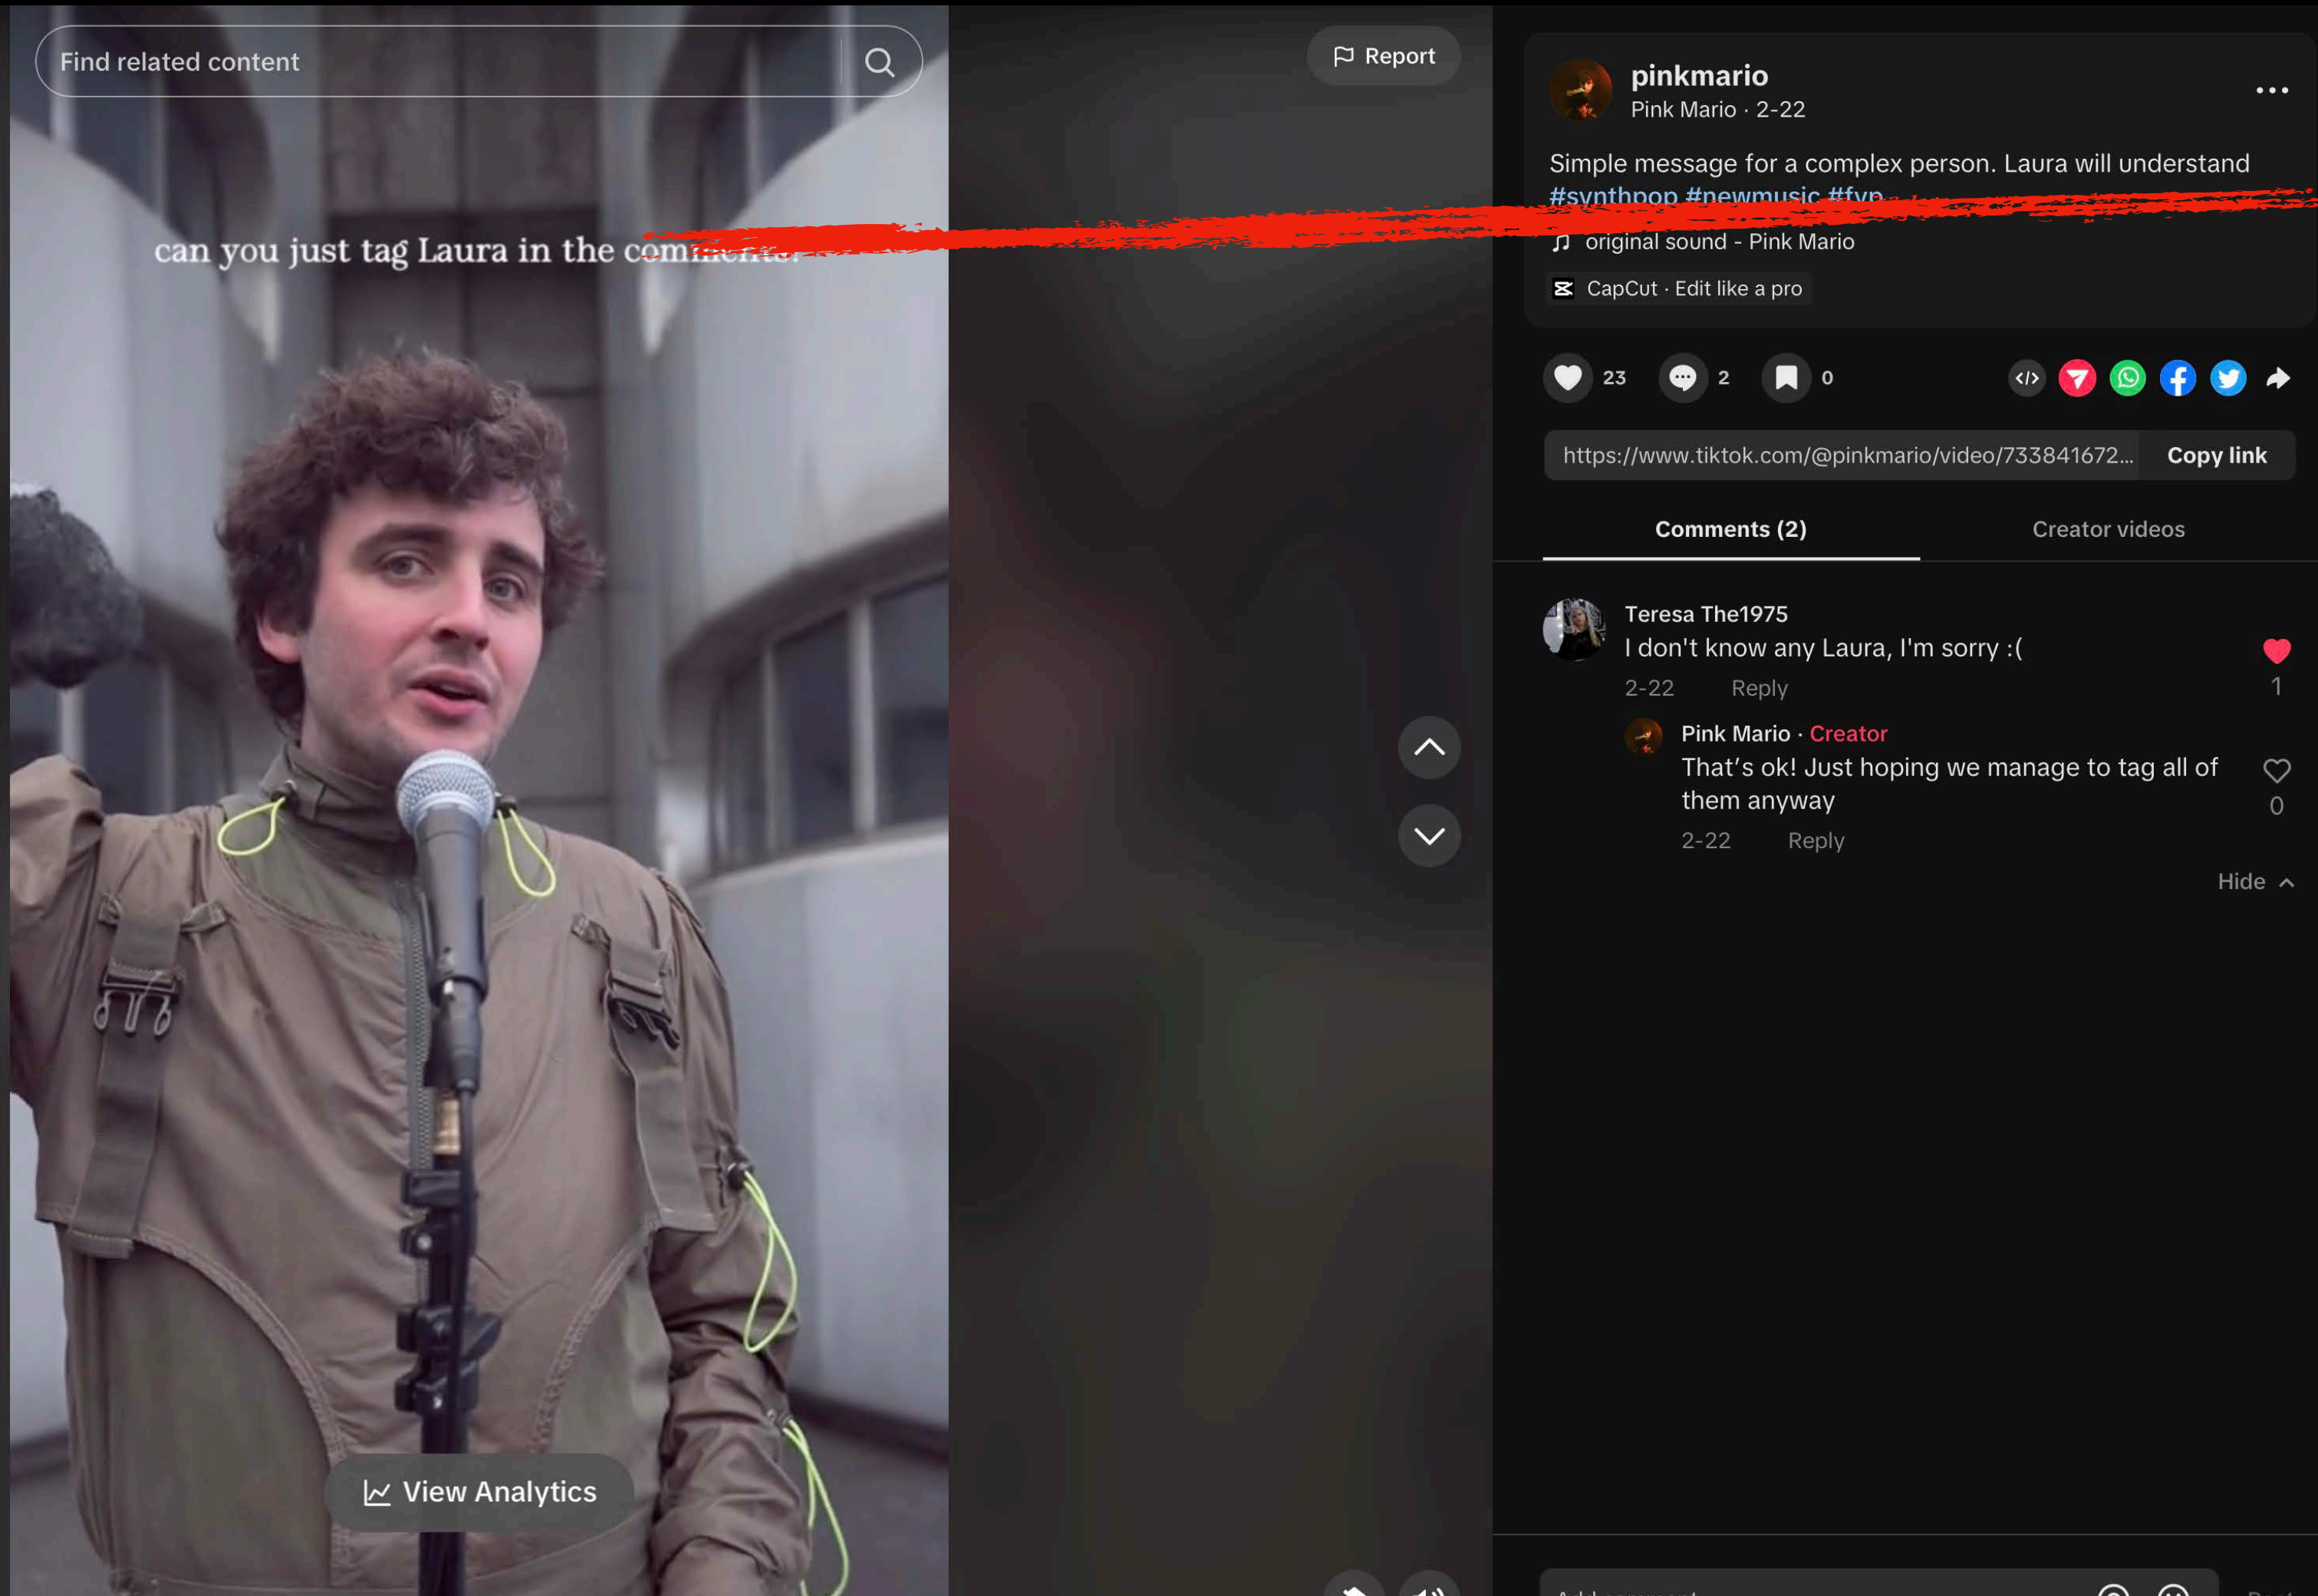 Find related content
can you just tag Laura in the comments?
View Analytics
Report
pinkmario
Pink Mario · 2-22
Simple message for a complex person. Laura will understand
#synthpop #newmusic #fyp
original sound - Pink Mario
CapCut · Edit like a pro
23
2
0
https://www.tiktok.com/@pinkmario/video/733841672...
Copy link
Comments (2)
Creator videos
Teresa The1975
I don't know any Laura, I'm sorry :(
1
2-22 Reply
Pink Mario · Creator
That’s ok! Just hoping we manage to tag all of
them anyway
0
2-22 Reply
Hide